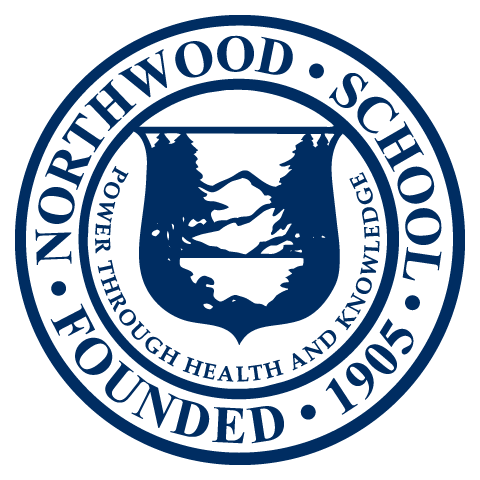 NORTHWOOD • SCHOOL • FOUNDED • 1905
POWER THROUGH HEALTH AND KNOWLEDGE